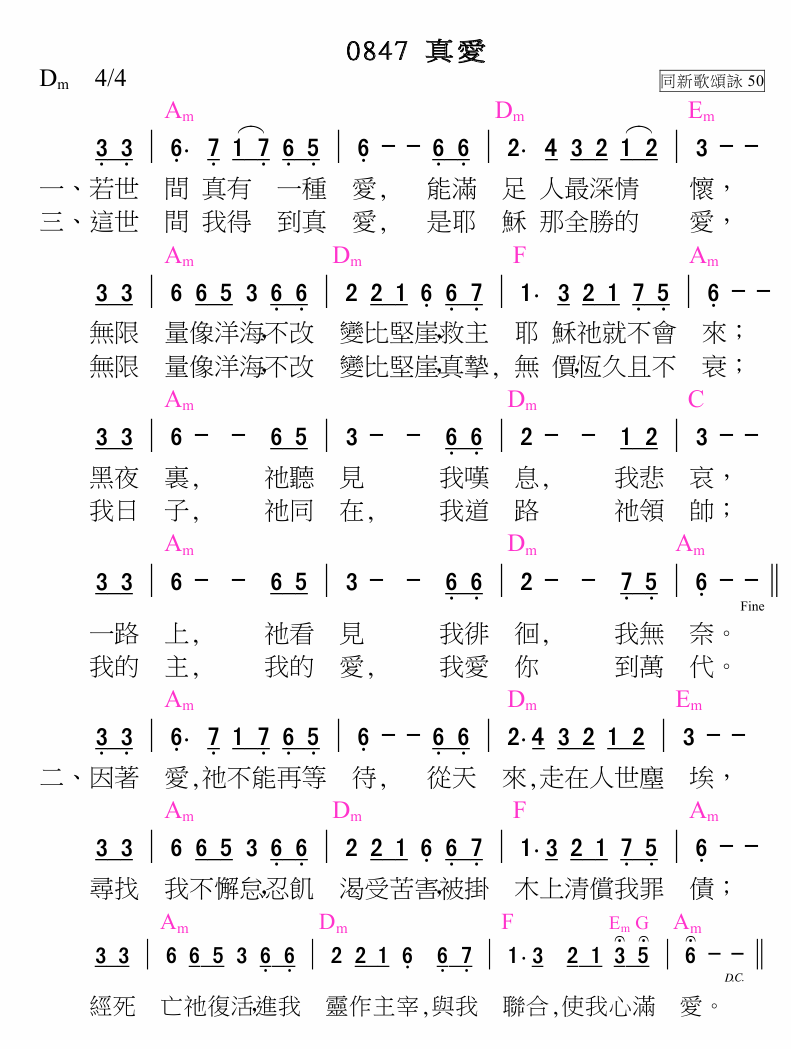 0847 真愛
Dm 4/4 同新歌頌詠 50
Am Dm Em
3 3 | 6. 7 1 7 6 5 | 6 - - 6 6 | 2. 4 3 2 1 2 | 3 - -
一、若世 間 真有 一種 愛, 能滿 足 人最深情 懷,
三、這世 間 我得 到真 愛, 是耶 穌 那全勝的 愛,
Am Dm F Am
3 3 | 6 6 5 3 6 6 | 2 2 1 6 6 7 | 1. 3 2 1 7 5 | 6 - -
無限 量像洋海,不改 變比堅崖,救主 耶 穌祂就不會 來；
無限 量像洋海,不改 變比堅崖,真摯, 無 價,恆久且不 衰；
Am Dm C
3 3 | 6 - - 6 5 | 3 - - 6 6 | 2 - - 1 2 | 3 - -
黑夜 裏, 祂聽 見 我嘆 息, 我悲 哀,
我日 子, 祂同 在, 我道 路 祂領 帥；
Am Dm Am
3 3 | 6 - - 6 5 | 3 - - 6 6 | 2 - - 7 5 | 6 - - ||
Fine
一路 上, 祂看 見 我徘 徊, 我無 奈。
我的 主, 我的 愛, 我愛 你 到萬 代。
Am Dm Em
3 3 | 6. 7 1 7 6 5 | 6 - - 6 6 | 2. 4 3 2 1 2 | 3 - -
二、因著 愛,祂不能再等 待, 從天 來,走在人世塵 埃,
Am Dm F Am
3 3 | 6 6 5 3 6 6 | 2 2 1 6 6 7 | 1. 3 2 1 7 5 | 6 - -
尋找 我不懈怠,忍飢 渴受苦害,被掛 木上清償我罪 債；
Am Dm F Em G Am
3 3 | 6 6 5 3 6 6 | 2 2 1 6 6 7 | 1. 3 2 1 3 5 | 6 - - ||
D.C.
經死 亡祂復活,進我 靈作主宰,與我 聯合,使我心滿 愛。